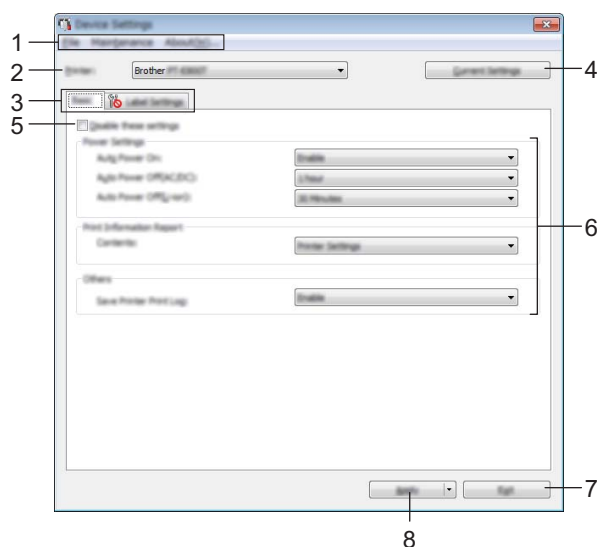 Device Settings
1
File Maintenance About(H)...
2
Printer:
Brother PT-E800T
Current Settings
4
3
Basic
Label Settings
5
Disable these settings
Power Settings
Auto Power On:
Enable
Auto Power Off(AC/DC):
1 hour
Auto Power Off(Li-ion):
30 Minutes
6
Print Information Report
Contents:
Printer Settings
Others
Save Printer Print Log:
Enable
Apply
Exit
7
8